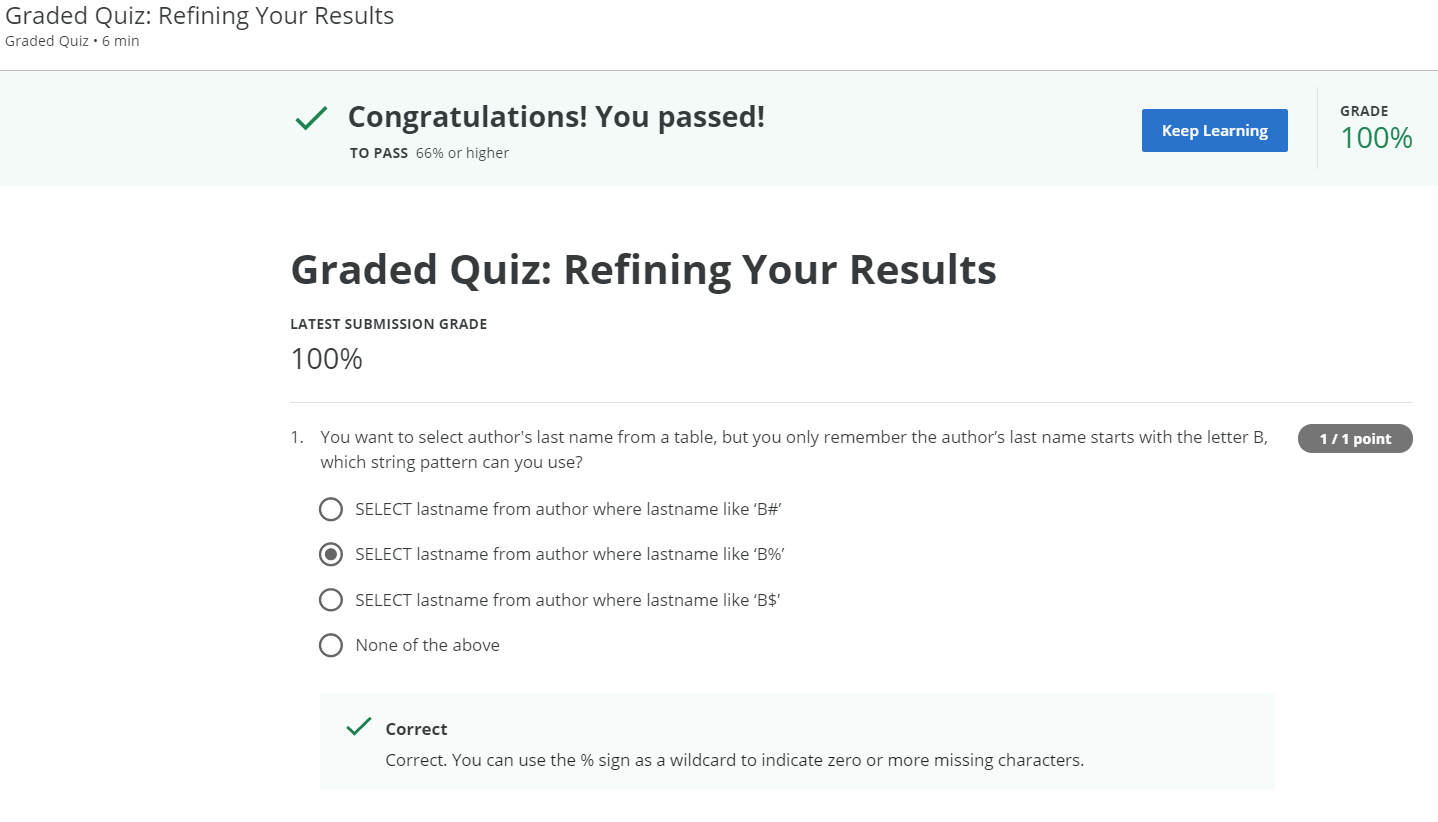 Graded Quiz: Refining Your Results
Graded Quiz • 6 min
Congratulations! You passed!
TO PASS 66% or higher
Keep Learning
GRADE
100%
Graded Quiz: Refining Your Results
LATEST SUBMISSION GRADE
100%
1. You want to select author's last name from a table, but you only remember the author’s last name starts with the letter B,
which string pattern can you use?
1 / 1 point
SELECT lastname from author where lastname like ‘B#’
SELECT lastname from author where lastname like ‘B%’
SELECT lastname from author where lastname like ‘B$’
None of the above
Correct
Correct. You can use the % sign as a wildcard to indicate zero or more missing characters.